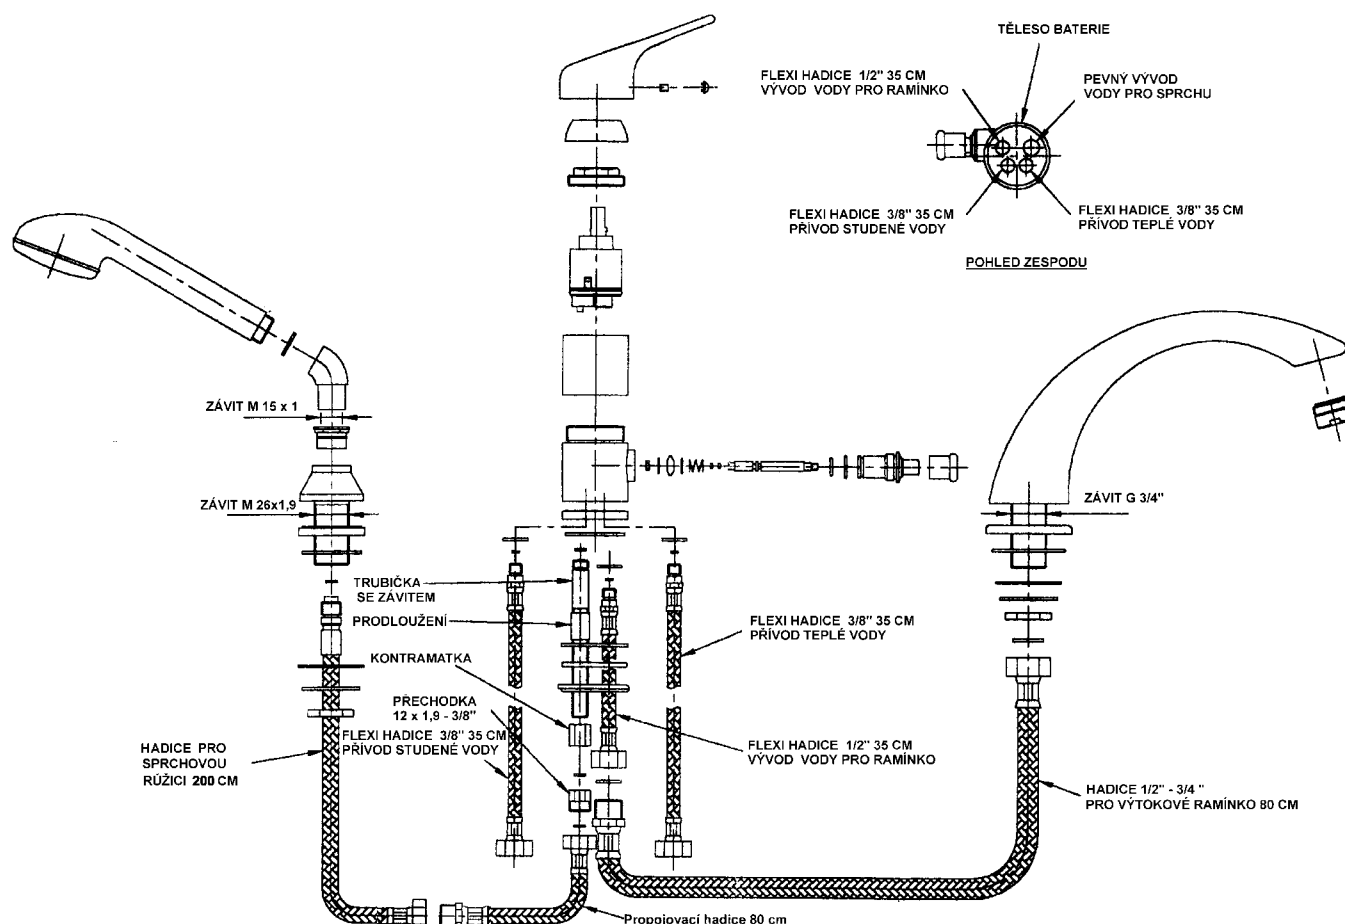 TĚLESO BATERIE
FLEXI HADICE 1/2" 35 CM
VÝVOD VODY PRO RAMÍNKO
PEVNÝ VÝVOD
VODY PRO SPRCHU
FLEXI HADICE 3/8" 35 CM
PŘÍVOD STUDENÉ VODY
FLEXI HADICE 3/8" 35 CM
PŘÍVOD TEPLÉ VODY
POHLED ZESPODU
ZÁVIT M 15 x 1
ZÁVIT M 26x1,9
ZÁVIT G 3/4"
TRUBIČKA
SE ZÁVITEM
PRODLOUŽENÍ
KONTRAMATKA
PŘECHODKA
12 x 1,9 - 3/8"
FLEXI HADICE 3/8" 35 CM
PŘÍVOD STUDENÉ VODY
FLEXI HADICE 3/8" 35 CM
PŘÍVOD TEPLÉ VODY
FLEXI HADICE 1/2" 35 CM
VÝVOD VODY PRO RAMÍNKO
HADICE PRO
SPRCHOVOU
RŮŽICI 200 CM
HADICE 1/2" - 3/4 "
PRO VÝTOKOVÉ RAMÍNKO 80 CM
Propojovací hadice 80 cm